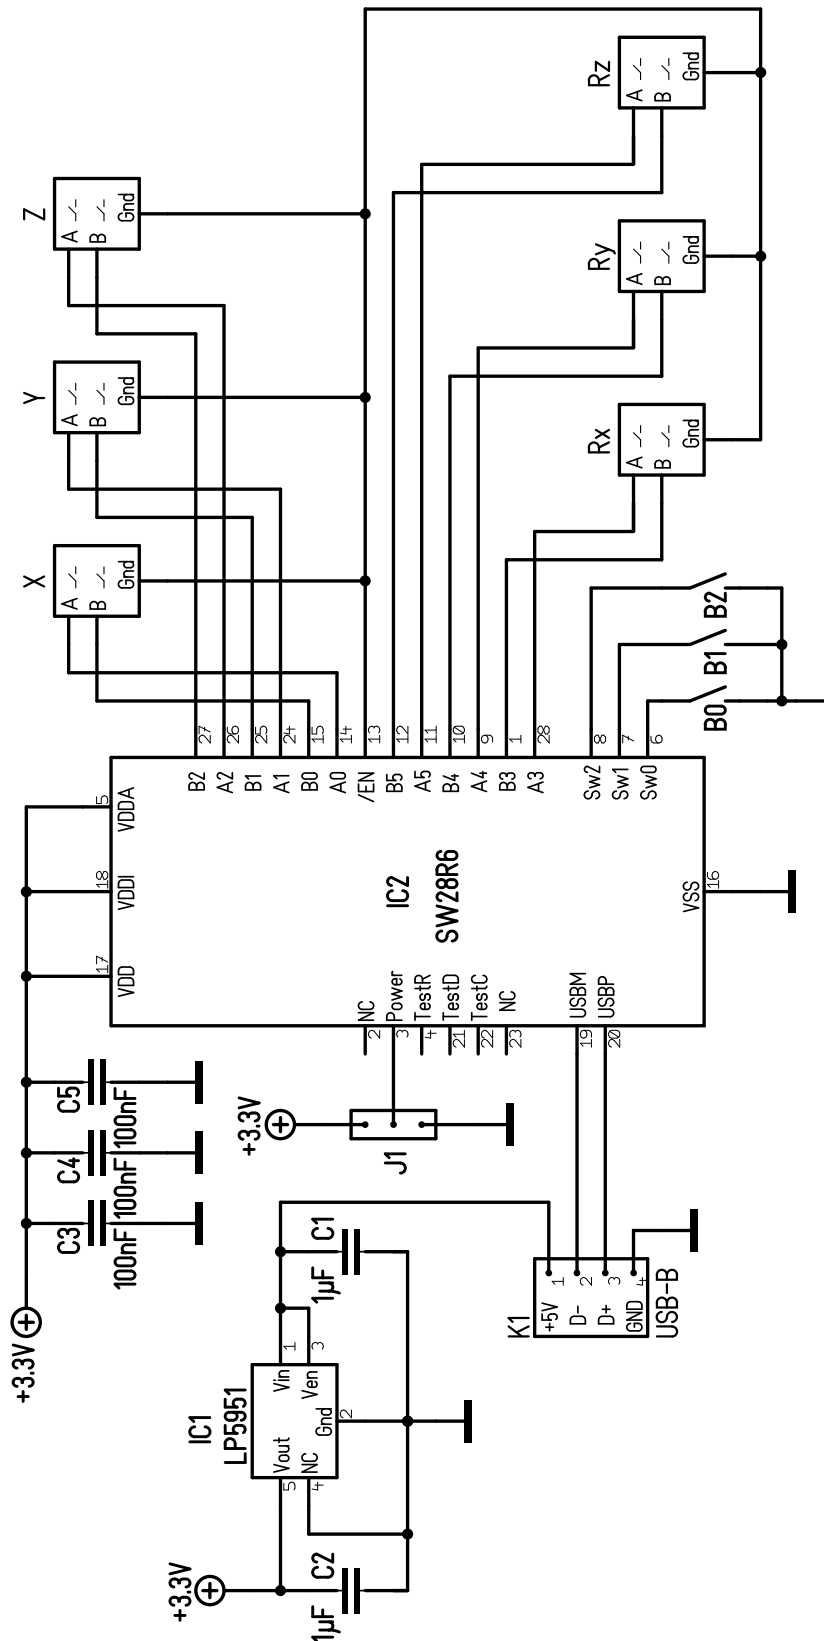 Z
A
B
Gnd
Y
A
B
Gnd
X
A
B
Gnd
Rz
A
B
Gnd
Ry
A
B
Gnd
Rx
A
B
Gnd
B2
B1
B0
27
26
25
24
15
14
13
12
11
10
9
1
28
8
7
6
B2
A2
B1
A1
B0
A0
/EN
B5
A5
B4
A4
B3
A3
Sw2
Sw1
Sw0
5
VDDA
18
VDDI
17
VDD
IC2
SW28R6
VSS
16
NC
Power
TestR
TestD
TestC
NC
USBM
USBP
2
3
4
21
22
23
19
20
C5
100nF
C4
100nF
C3
100nF
+3.3V
+3.3V
J1
C1
1µF
K1
+5V
D-
D+
GND
1
2
3
4
USB-B
IC1
LP5951
Vin
Ven
Gnd
Vout
NC
1
3
2
5
4
+3.3V
C2
1µF